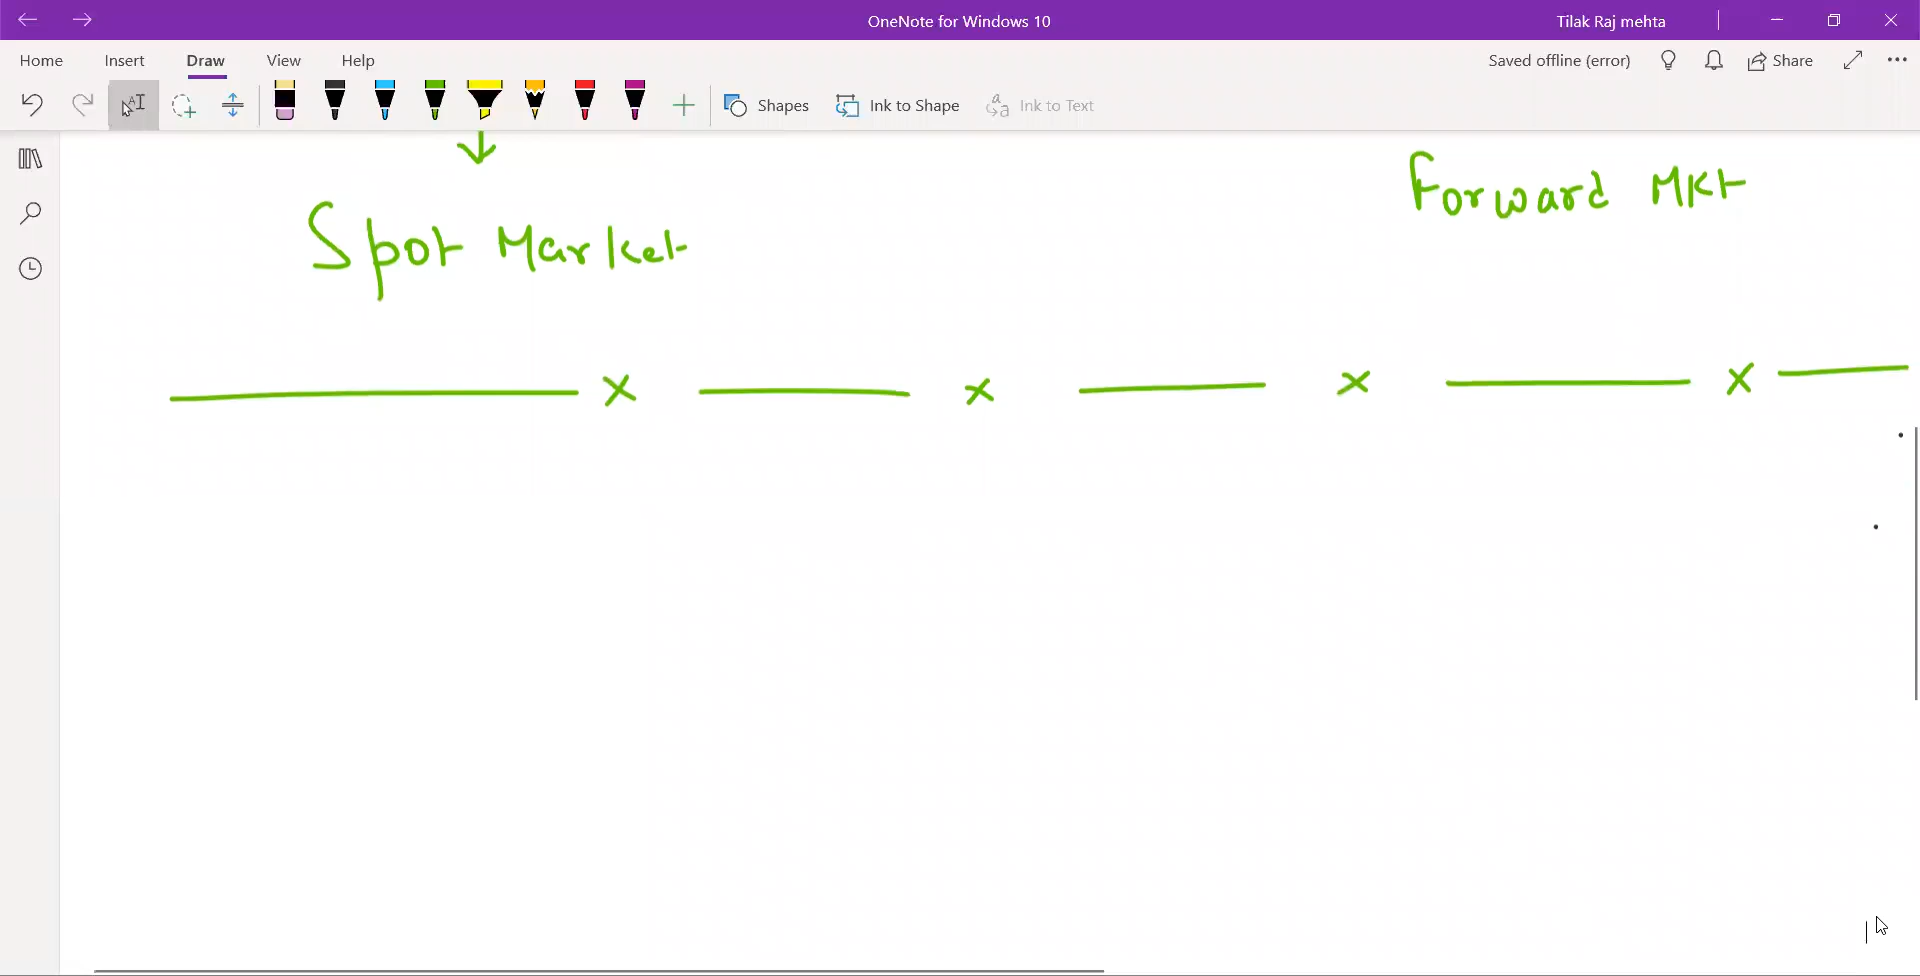 OneNote for Windows 10
Tilak Raj mehta
Home Insert Draw View Help
Saved offline (error) Share
Shapes Ink to Shape Ink to Text
Forward Mkt
Spot Market
x x x x